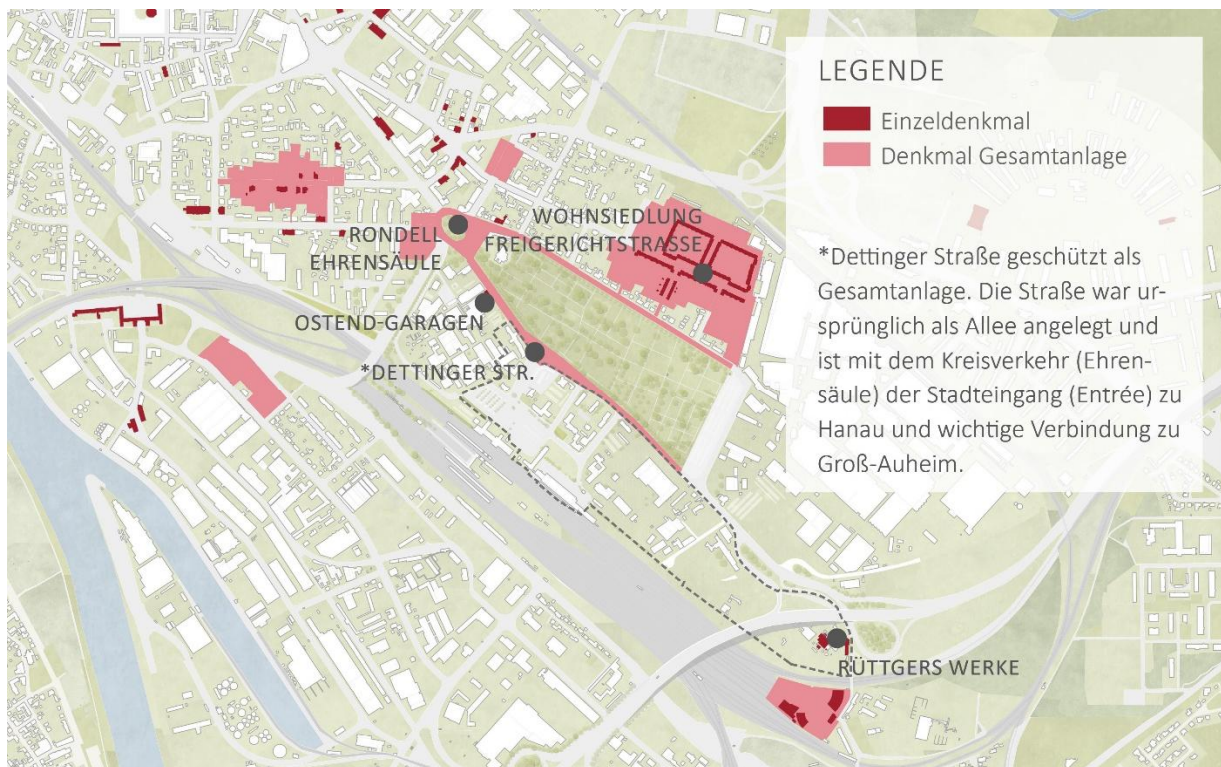 LEGENDE
Einzeldenkmal
Denkmal Gesamtanlage
*Dettinger Straße geschützt als
Gesamtanlage. Die Straße war ur-
sprünglich als Allee angelegt und
ist mit dem Kreisverkehr (Ehren-
säule) der Stadteingang (Entrée) zu
Hanau und wichtige Verbindung zu
Groß-Auheim.
RONDELL
EHRENSÄULE
WOHNSIEDLUNG
FREIGERICHTSTRASSE
OSTEND-GARAGEN
*DETTINGER STR.
RÜTTGERS WERKE